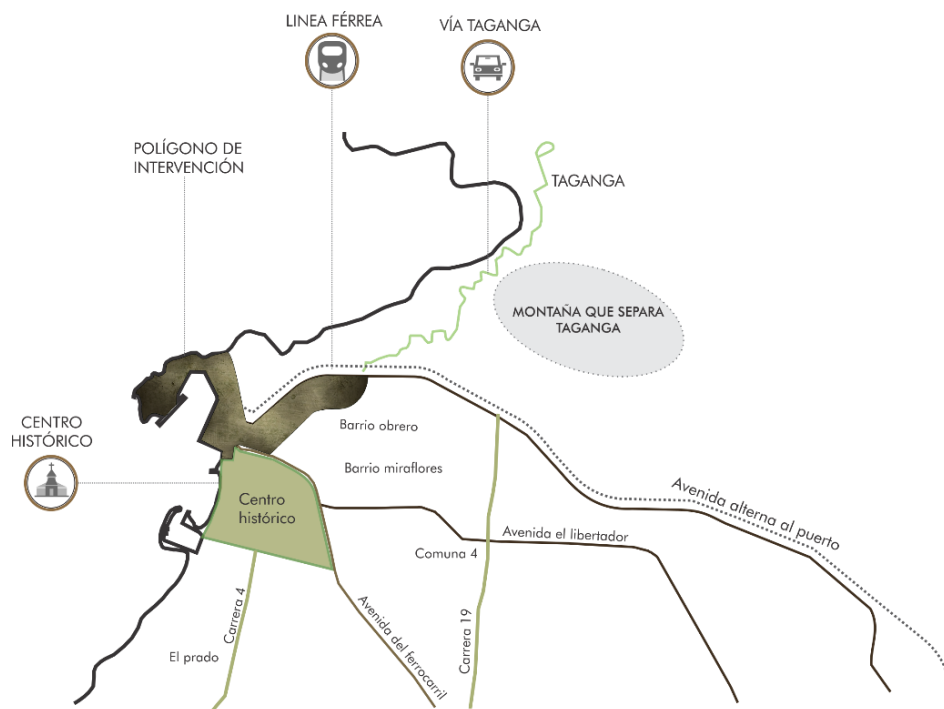 LINEA FÉRREA
VÍA TAGANGA
POLÍGONO DE
INTERVENCIÓN
TAGANGA
MONTAÑA QUE SEPARA
TAGANGA
CENTRO
HISTÓRICO
Barrio obrero
Barrio miraflores
Centro
histórico
Avenida alterna al puerto
Avenida el libertador
Comuna 4
Carrera 4
Avenida del ferrocarril
Carrera 19
El prado